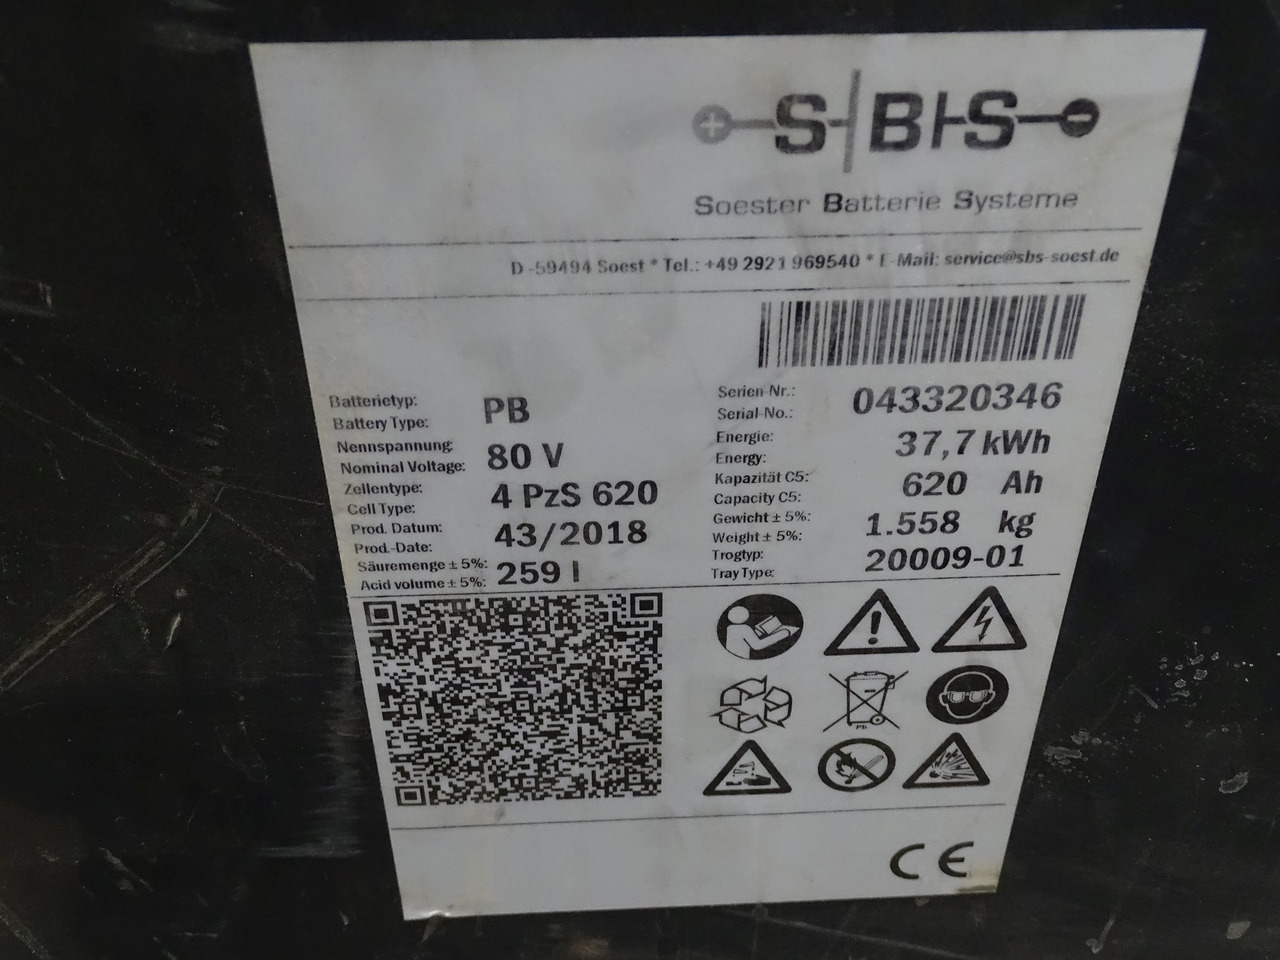 S B S
Soester Batterie Systeme
D-59494 Soest * Tel.: +49 2921 969540 * E-Mail: service@sbs-soest.de
Batterietyp:
Battery Type: PB
Nennspannung:
Nominal Voltage: 80 V
Zellentype:
Cell Type: 4 PzS 620
Prod. Datum:
Prod.-Date: 43/2018
Säuremenge ± 5%:
Acid volume ± 5%: 259 l
Serien-Nr.:
Serial-No.: 043320346
Energie:
Energy: 37,7 kWh
Kapazität C5:
Capacity C5: 620 Ah
Gewicht ± 5%:
Weight ± 5%: 1.558 kg
Trogtyp:
Tray Type: 20009-01
Pb
CE